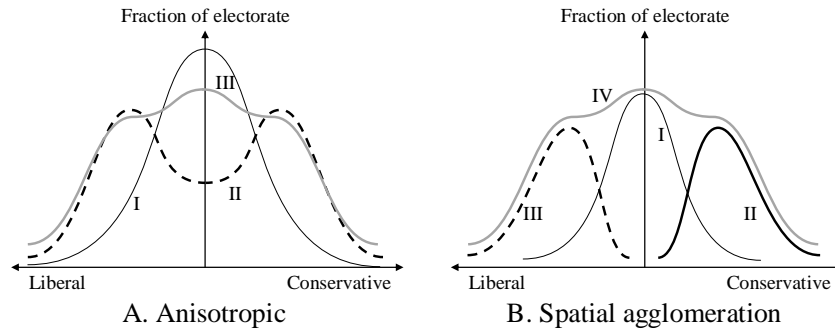 Fraction of electorate
III
I
II
Liberal
Conservative
A. Anisotropic
Fraction of electorate
IV
I
III
II
Liberal
Conservative
B. Spatial agglomeration